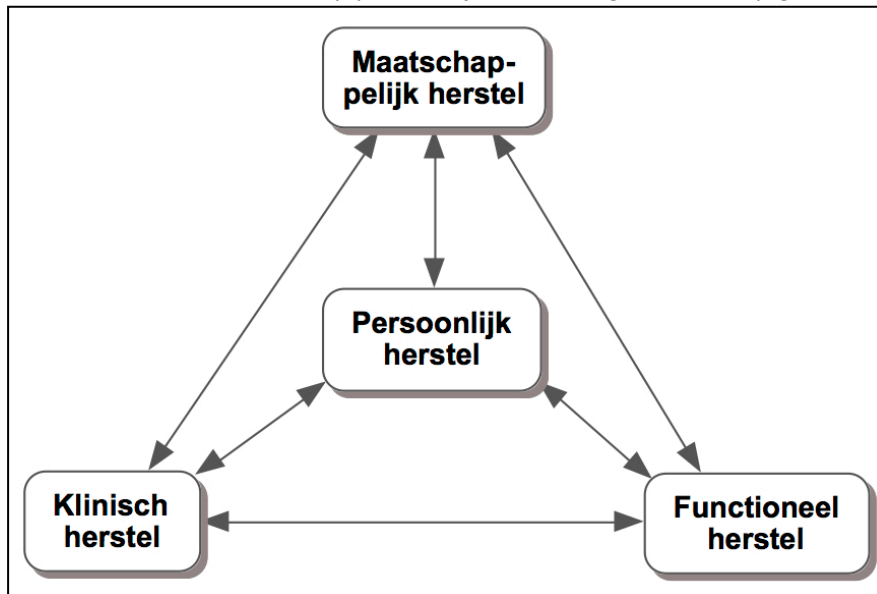 Maatschap-
pelijk herstel
Persoonlijk
herstel
Klinisch
herstel
Functioneel
herstel